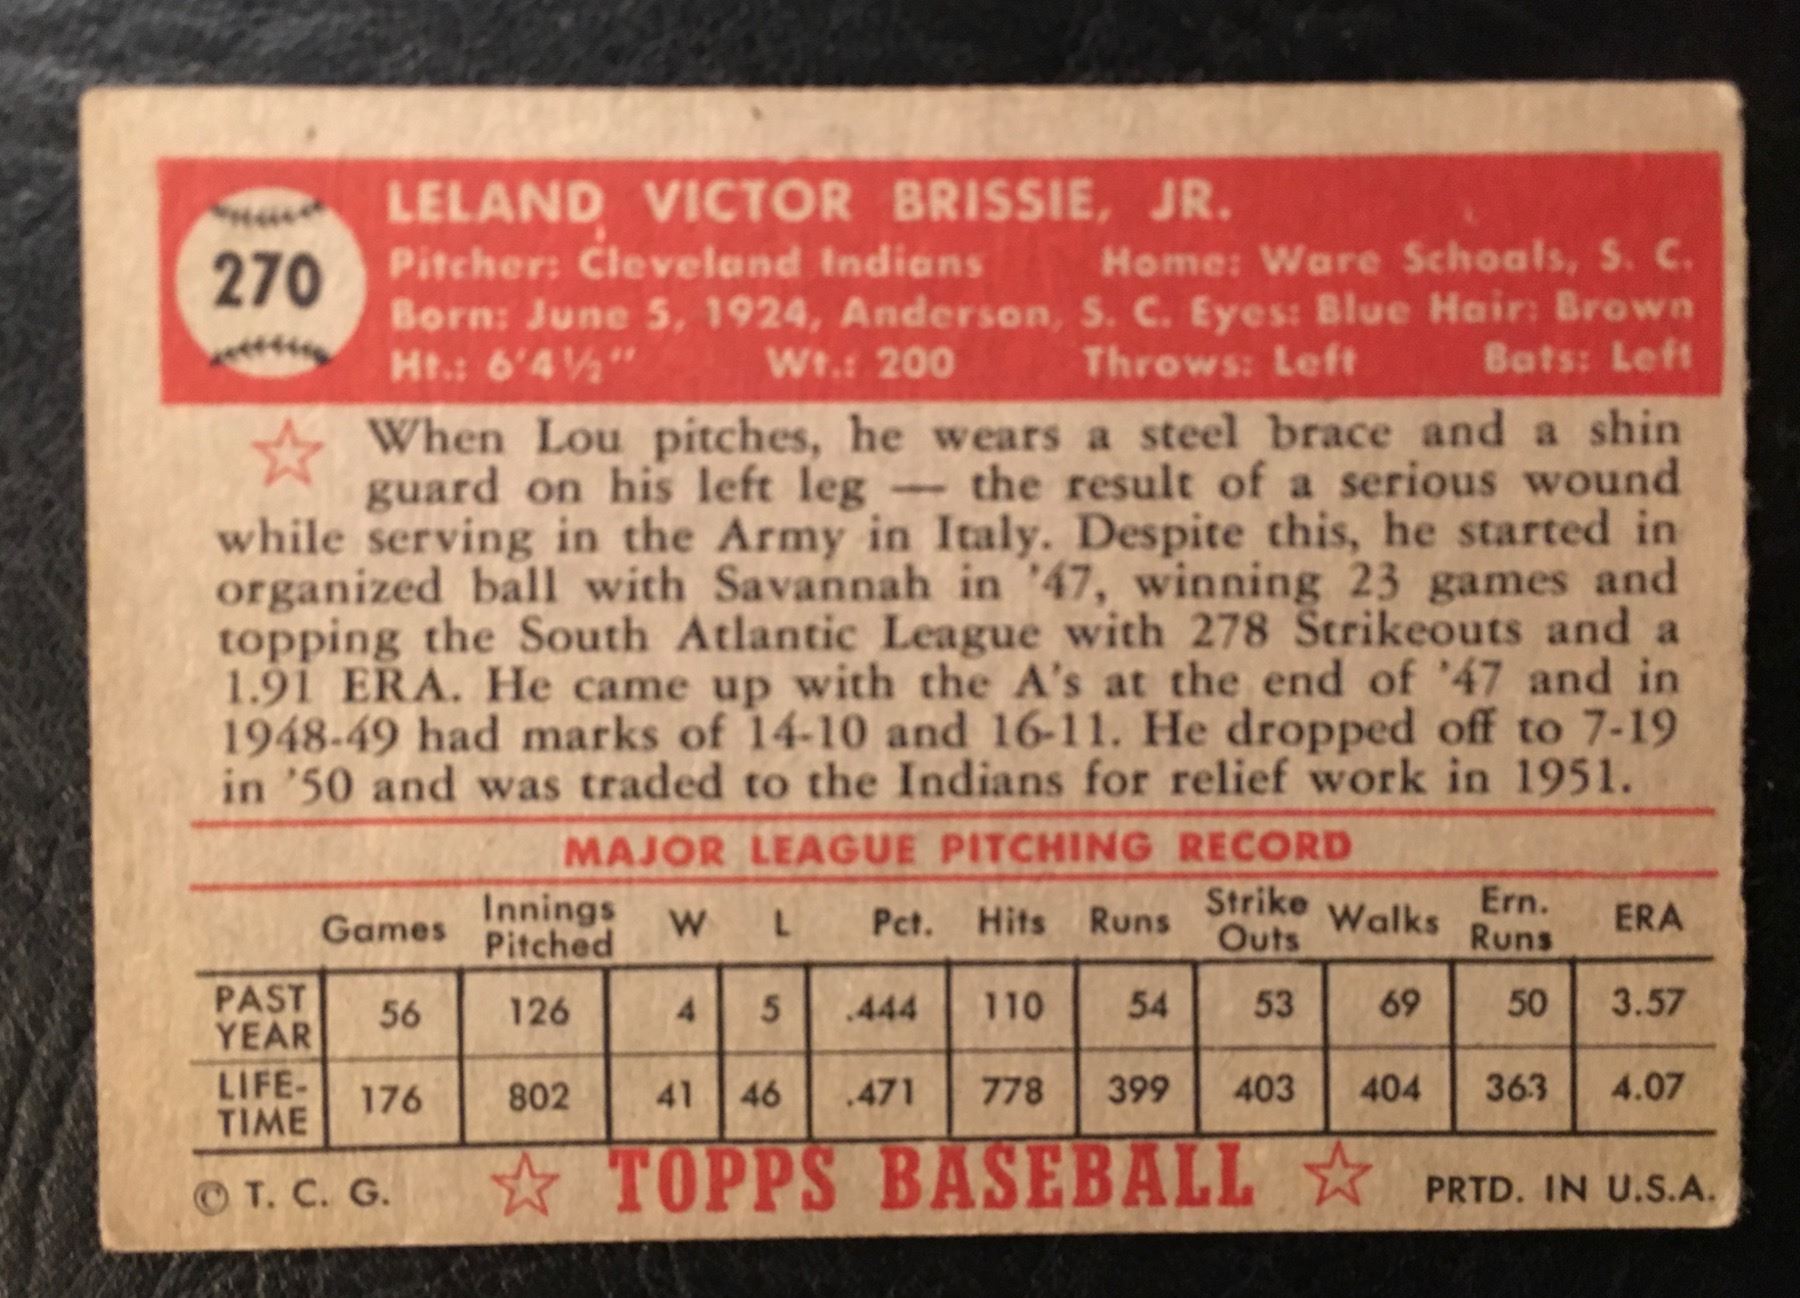 270
LELAND VICTOR BRISSIE, JR.
Pitcher: Cleveland Indians Home: Ware Schoals, S. C.
Born: June 5, 1924, Anderson, S. C. Eyes: Blue Hair: Brown
Ht.: 6'4½" Wt.: 200 Throws: Left Bats: Left
When Lou pitches, he wears a steel brace and a shin
guard on his left leg — the result of a serious wound
while serving in the Army in Italy. Despite this, he started in
organized ball with Savannah in '47, winning 23 games and
topping the South Atlantic League with 278 Strikeouts and a
1.91 ERA. He came up with the A's at the end of '47 and in
1948-49 had marks of 14-10 and 16-11. He dropped off to 7-19
in '50 and was traded to the Indians for relief work in 1951.
MAJOR LEAGUE PITCHING RECORD
Games Innings Pitched W L Pct. Hits Runs Strike Outs Walks Ern. Runs ERA
PAST YEAR 56 126 4 5 .444 110 54 53 69 50 3.57
LIFE-TIME 176 802 41 46 .471 778 399 403 404 363 4.07
© T. C. G. TOPPS BASEBALL PRTD. IN U.S.A.